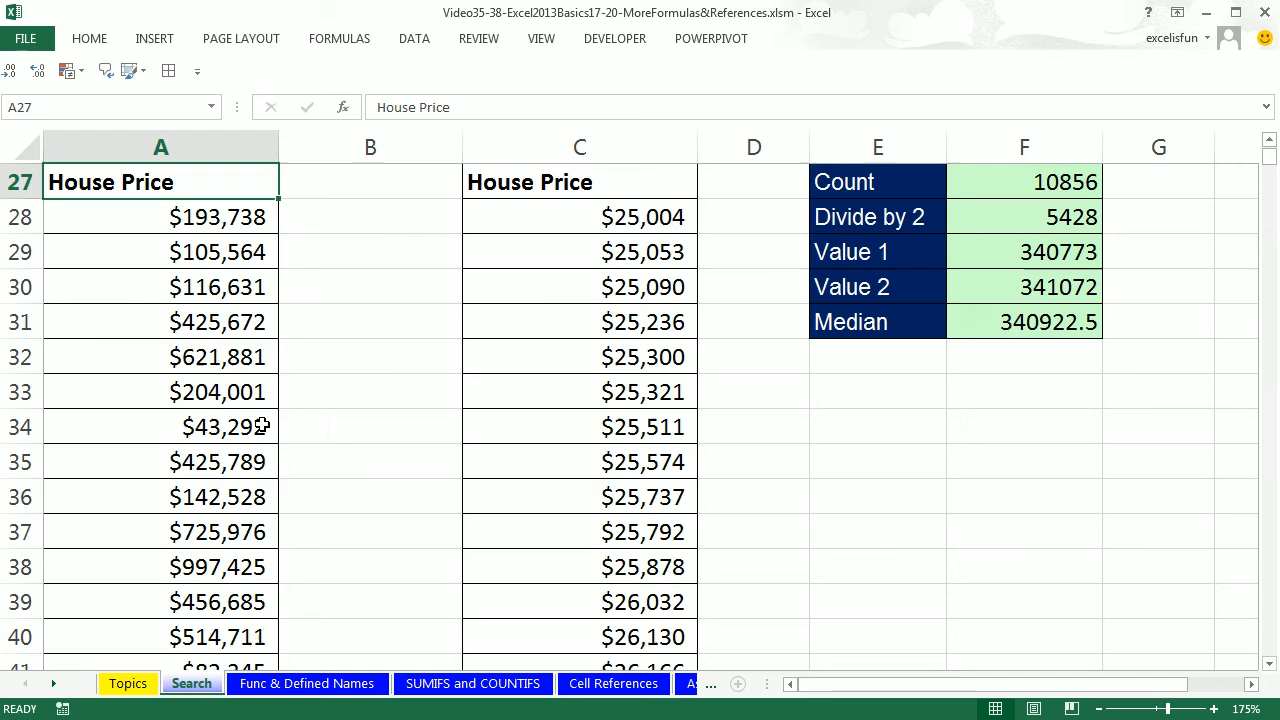 Video35-38-Excel2013Basics17-20-MoreFormulas&References.xlsm - Excel
FILE HOME INSERT PAGE LAYOUT FORMULAS DATA REVIEW VIEW DEVELOPER POWERPIVOT excelisfun
A27 fx House Price
A B C D E F G
27 House Price House Price Count 10856
28 $193,738 $25,004 Divide by 2 5428
29 $105,564 $25,053 Value 1 340773
30 $116,631 $25,090 Value 2 341072
31 $425,672 $25,236 Median 340922.5
32 $621,881 $25,300
33 $204,001 $25,321
34 $43,292 $25,511
35 $425,789 $25,574
36 $142,528 $25,737
37 $725,976 $25,792
38 $997,425 $25,878
39 $456,685 $26,032
40 $514,711 $26,130
Topics Search Func & Defined Names SUMIFS and COUNTIFS Cell References ...
READY 175%